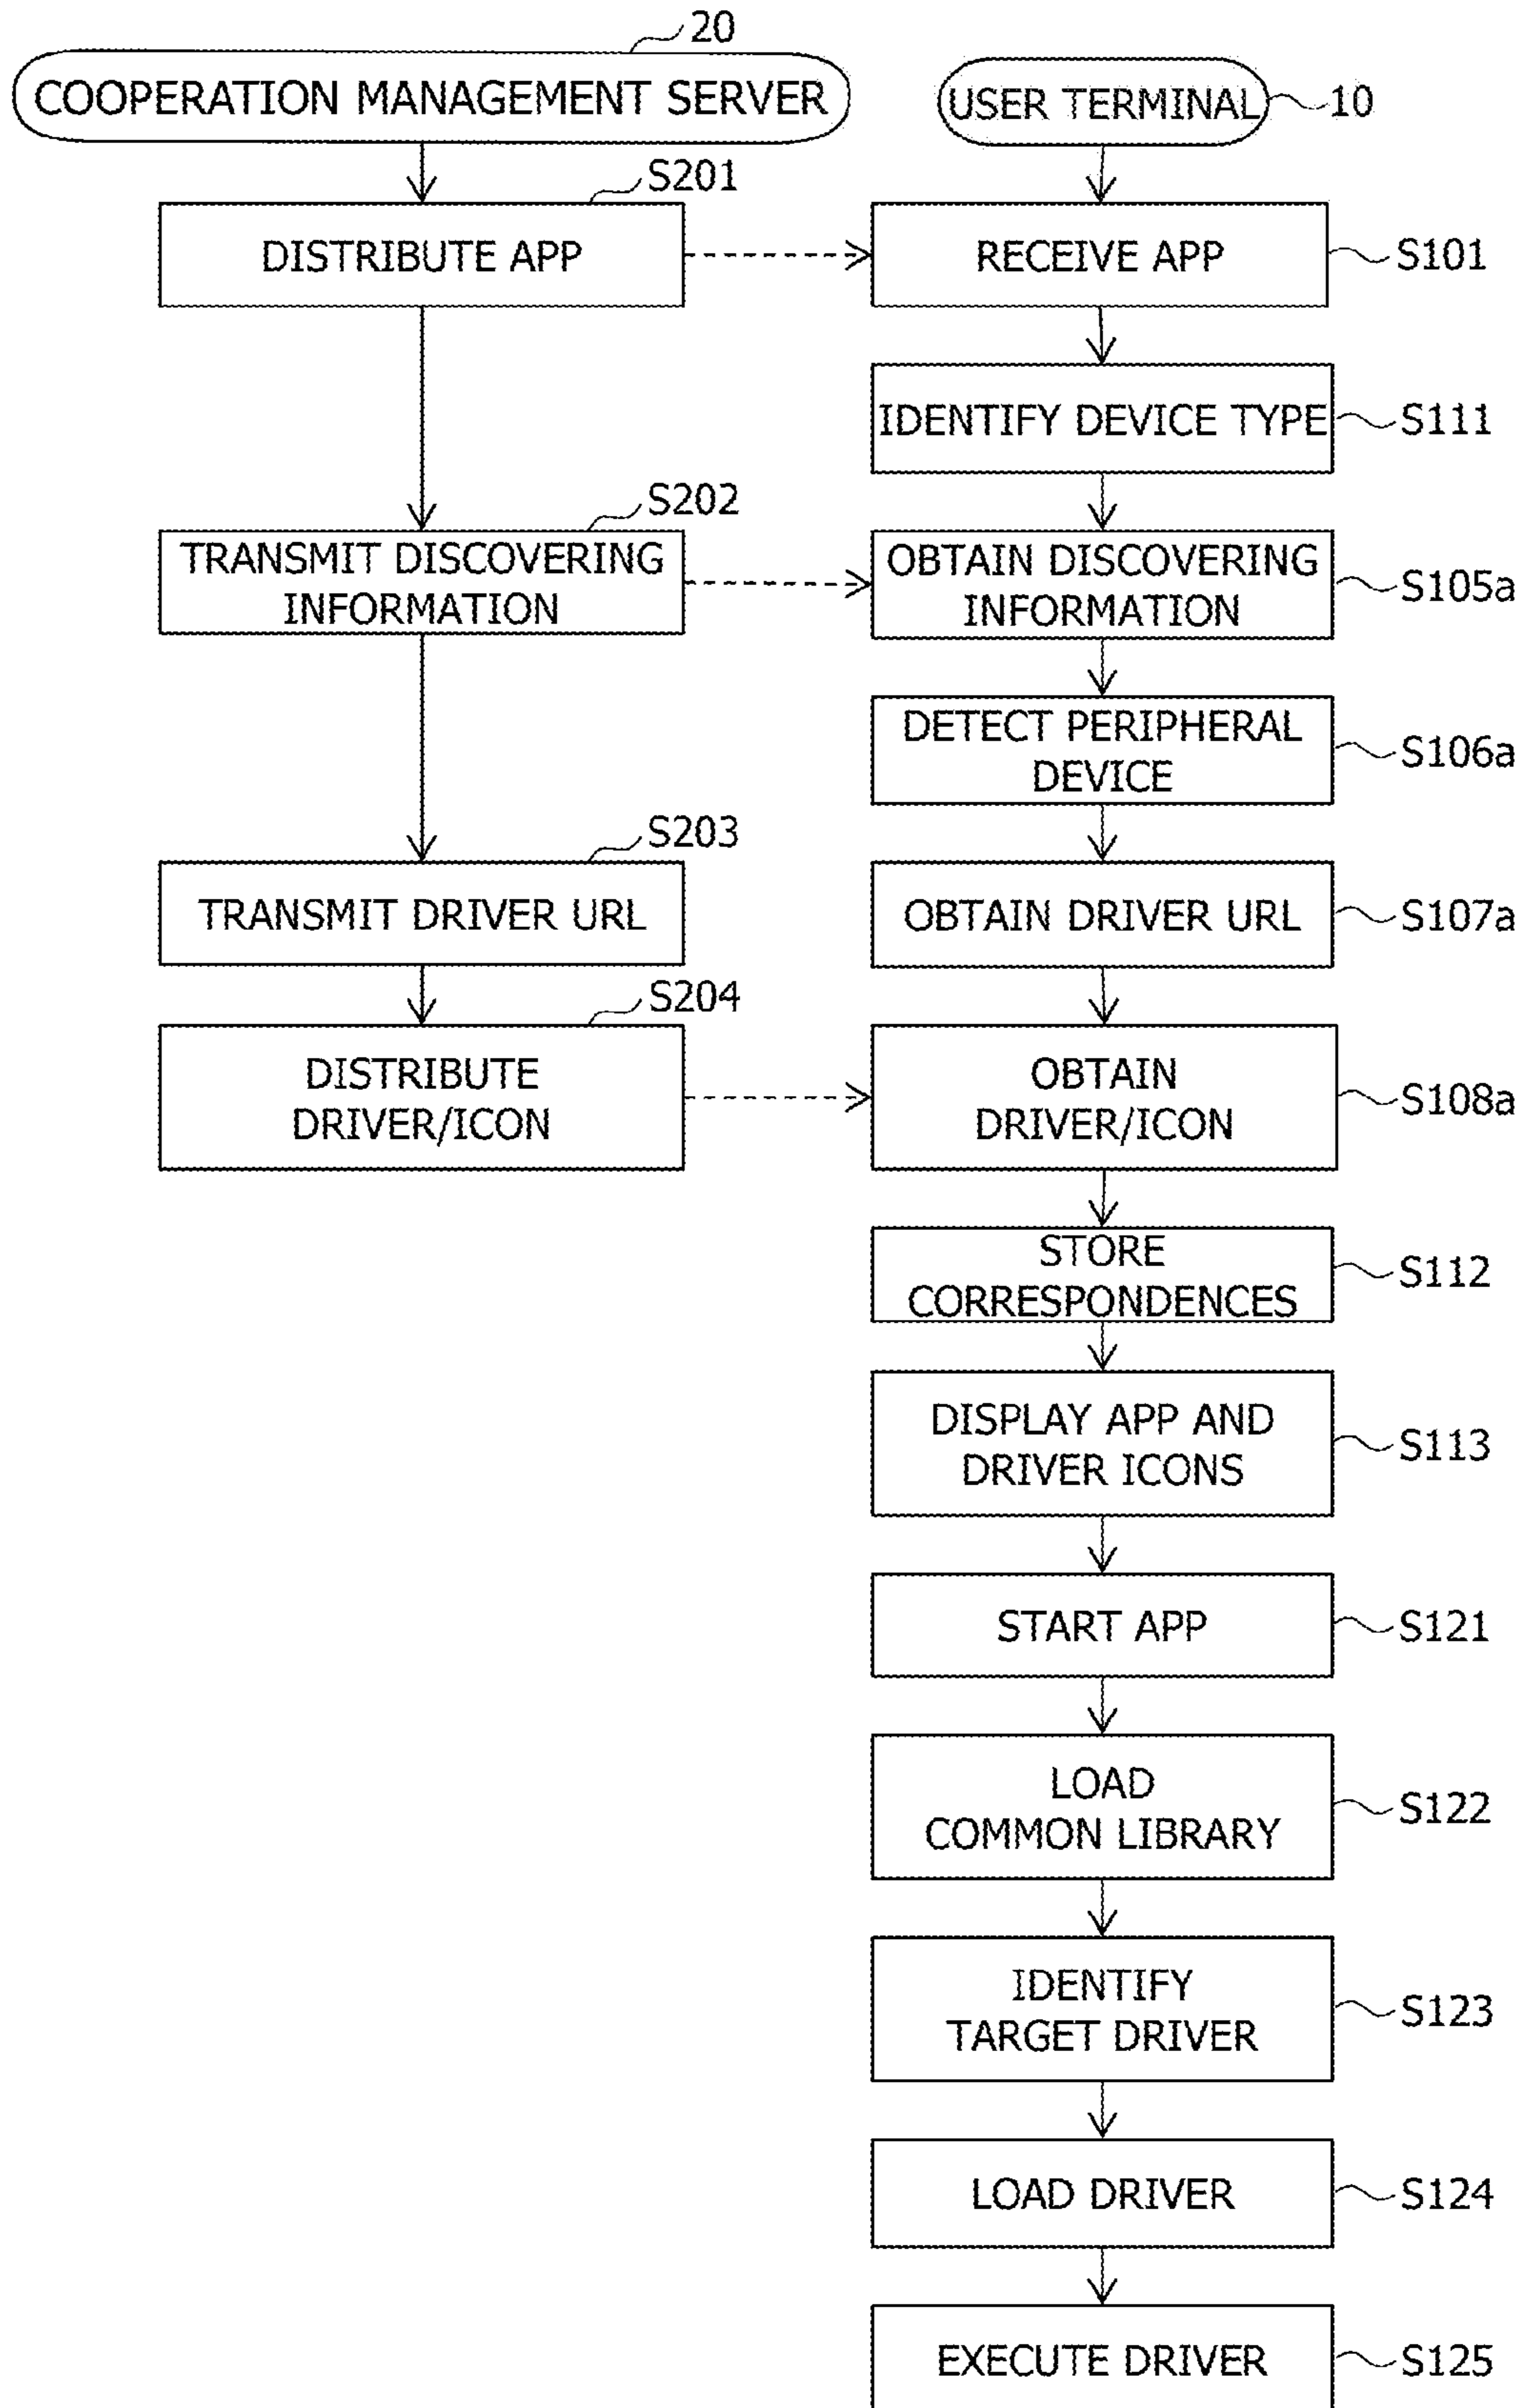 20
COOPERATION MANAGEMENT SERVER
USER TERMINAL
10
S201
DISTRIBUTE APP
RECEIVE APP
S101
IDENTIFY DEVICE TYPE
S111
S202
TRANSMIT DISCOVERING
INFORMATION
OBTAIN DISCOVERING
INFORMATION
S105a
DETECT PERIPHERAL
DEVICE
S106a
S203
TRANSMIT DRIVER URL
OBTAIN DRIVER URL
S107a
S204
DISTRIBUTE
DRIVER/ICON
OBTAIN
DRIVER/ICON
S108a
STORE
CORRESPONDENCES
S112
DISPLAY APP AND
DRIVER ICONS
S113
START APP
S121
LOAD
COMMON LIBRARY
S122
IDENTIFY
TARGET DRIVER
S123
LOAD DRIVER
S124
EXECUTE DRIVER
S125